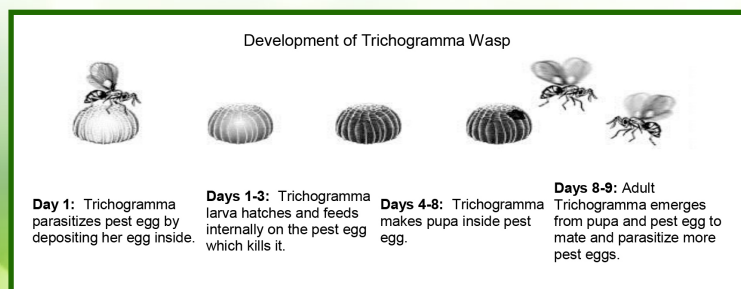 Development of Trichogramma Wasp
Day 1: Trichogramma
parasitizes pest egg by
depositing her egg inside.
Days 1-3: Trichogramma
larva hatches and feeds
internally on the pest egg
which kills it.
Days 4-8: Trichogramma
makes pupa inside pest
egg.
Days 8-9: Adult
Trichogramma emerges
from pupa and pest egg to
mate and parasitize more
pest eggs.